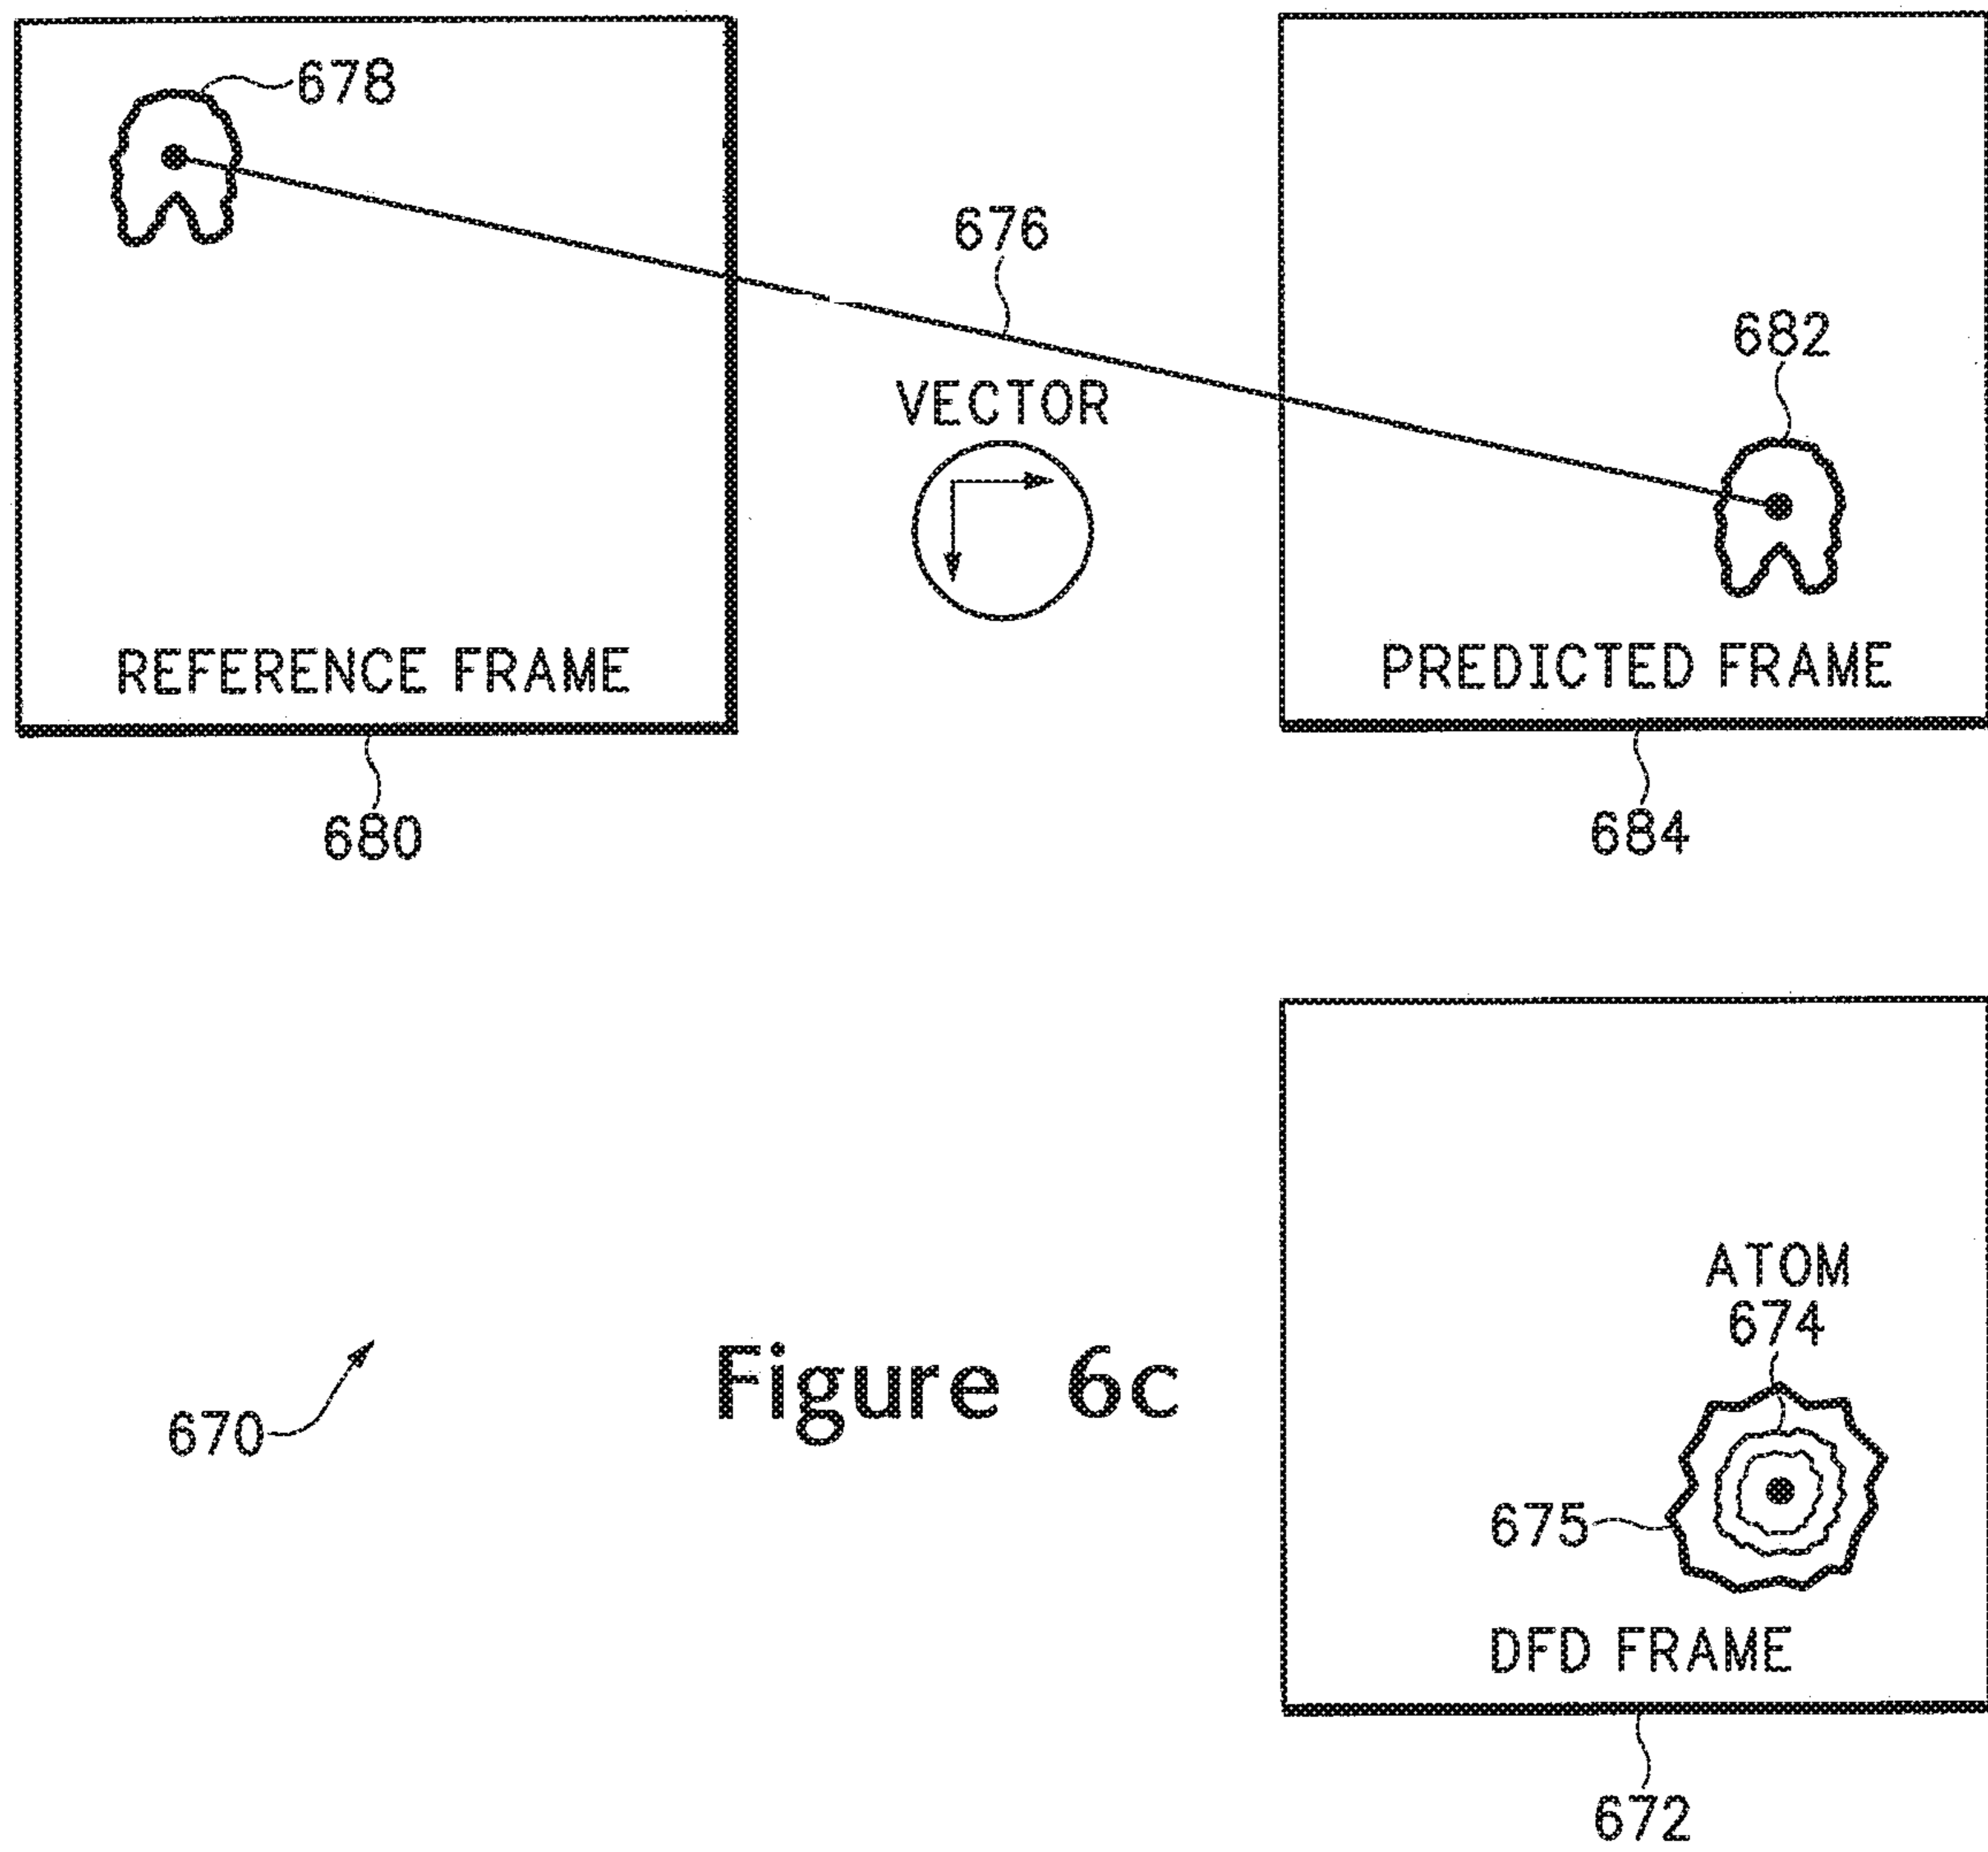 678
676
682
VECTOR
REFERENCE FRAME
PREDICTED FRAME
680
684
ATOM
674
Figure 6c
670
675
DFD FRAME
672